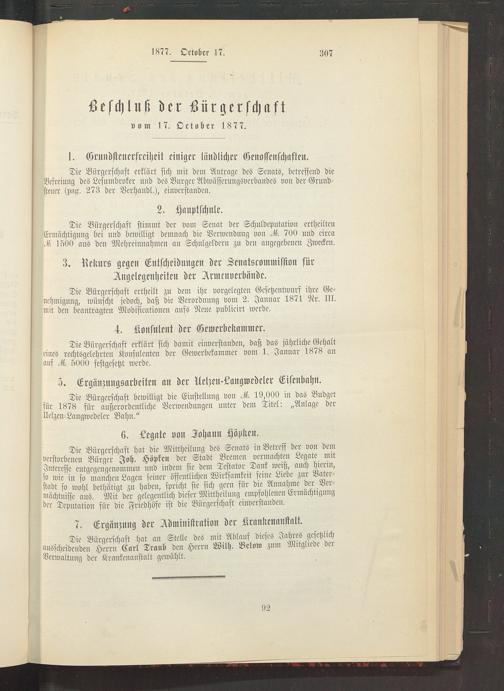 1877. October 17.
307
Beschluß der Bürgerschaft
vom 17. October 1877.
1. Grundsteuerfreiheit einiger ländlicher Genossenschaften.
Die Bürgerschaft erklärt sich mit dem Antrage des Senats, betreffend die
Befreiung des Lesumbroker und des Burger Abwässerungsverbandes von der Grund-
steuer (pag. 273 der Verhandl.), einverstanden.
2. Hauptschule.
Die Bürgerschaft stimmt der vom Senat der Schuldeputation ertheilten
Ermächtigung bei und bewilligt demnach die Verwendung von ℳ. 700 und circa
ℳ 1500 aus den Mehreinnahmen an Schulgeldern zu den angegebenen Zwecken.
3. Rekurs gegen Entscheidungen der Senatscommission für
Angelegenheiten der Armenverbände.
Die Bürgerschaft ertheilt zu dem ihr vorgelegten Gesetzentwurf ihre Ge-
nehmigung, wünscht jedoch, daß die Verordnung vom 2. Januar 1871 Nr. III.
mit den beantragten Modificationen aufs Neue publicirt werde.
4. Konsulent der Gewerbekammer.
Die Bürgerschaft erklärt sich damit einverstanden, daß das jährliche Gehalt
eines rechtsgelehrten Konsulenten der Gewerbekammer vom 1. Januar 1878 an
auf ℳ. 5000 festgesetzt werde.
5. Ergänzungsarbeiten an der Uelzen-Langwedeler Eisenbahn.
Die Bürgerschaft bewilligt die Einstellung von ℳ. 19,000 in das Budget
für 1878 für außerordentliche Verwendungen unter dem Titel: „Anlage der
Uelzen-Langwedeler Bahn."
6. Legate von Johann Höpken.
Die Bürgerschaft hat die Mittheilung des Senats in Betreff der von dem
verstorbenen Bürger Joh. Höpken der Stadt Bremen vermachten Legate mit
Interesse entgegengenommen und indem sie dem Testator Dank weiß, auch hierin,
so wie in so manchen Lagen seiner öffentlichen Wirksamkeit seine Liebe zur Vater-
stadt so wohl bethätigt zu haben, spricht sie sich gern für die Annahme der Ver-
mächtnisse aus. Mit der gelegentlich dieser Mittheilung empfohlenen Ermächtigung
der Deputation für die Friedhöfe ist die Bürgerschaft einverstanden.
7. Ergänzung der Administration der Krankenanstalt.
Die Bürgerschaft hat an Stelle des mit Ablauf dieses Jahres gesetzlich
ausscheidenden Herrn Carl Traub den Herrn Wilh. Below zum Mitgliede der
Verwaltung der Krankenanstalt gewählt.
92